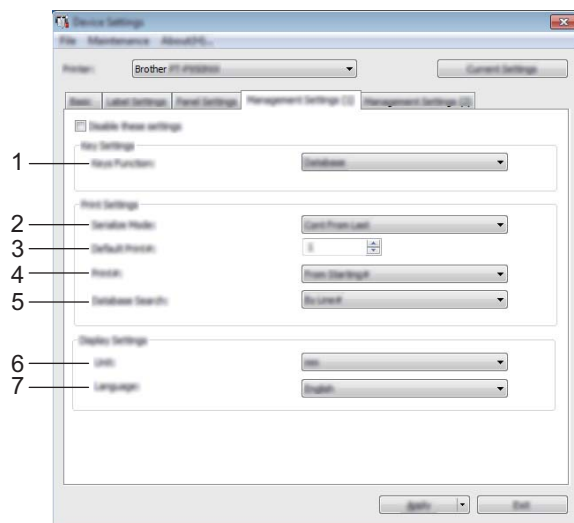 Device Settings
File Maintenance About(H)...
Printer: Brother
Current Settings
Basic Label Settings Panel Settings Management Settings (1) Management Settings (2)
Disable these settings
Key Settings
1 Keys Function: Database
Print Settings
2 Serialize Mode: Cont From Last
3 Default Print#: 1
4 Print#: From Starting#
5 Database Search: By Line#
Display Settings
6 Unit:
7 Language: English
Apply Exit